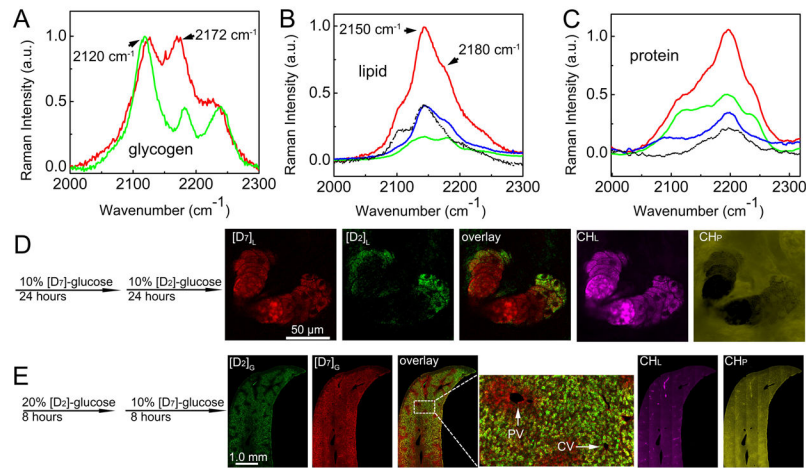 A
B
C
Raman Intensity (a.u.)
1.0
0.5
0.0
2120 cm-1
2172 cm-1
glycogen
2000 2100 2200 2300
Wavenumber (cm-1)
Raman Intensity (a.u.)
1.0
0.5
0.0
2150 cm-1
2180 cm-1
lipid
2000 2100 2200 2300
Wavenumber (cm-1)
Raman Intensity (a.u.)
1.0
0.5
0.0
protein
2000 2100 2200 2300
Wavenumber (cm-1)
D
10% [D7]-glucose
24 hours
10% [D2]-glucose
24 hours
[D7]L
50 µm
[D2]L
overlay
CHL
CHP
E
20% [D2]-glucose
8 hours
10% [D7]-glucose
8 hours
[D2]G
1.0 mm
[D7]G
overlay
PV
CV
CHL
CHP